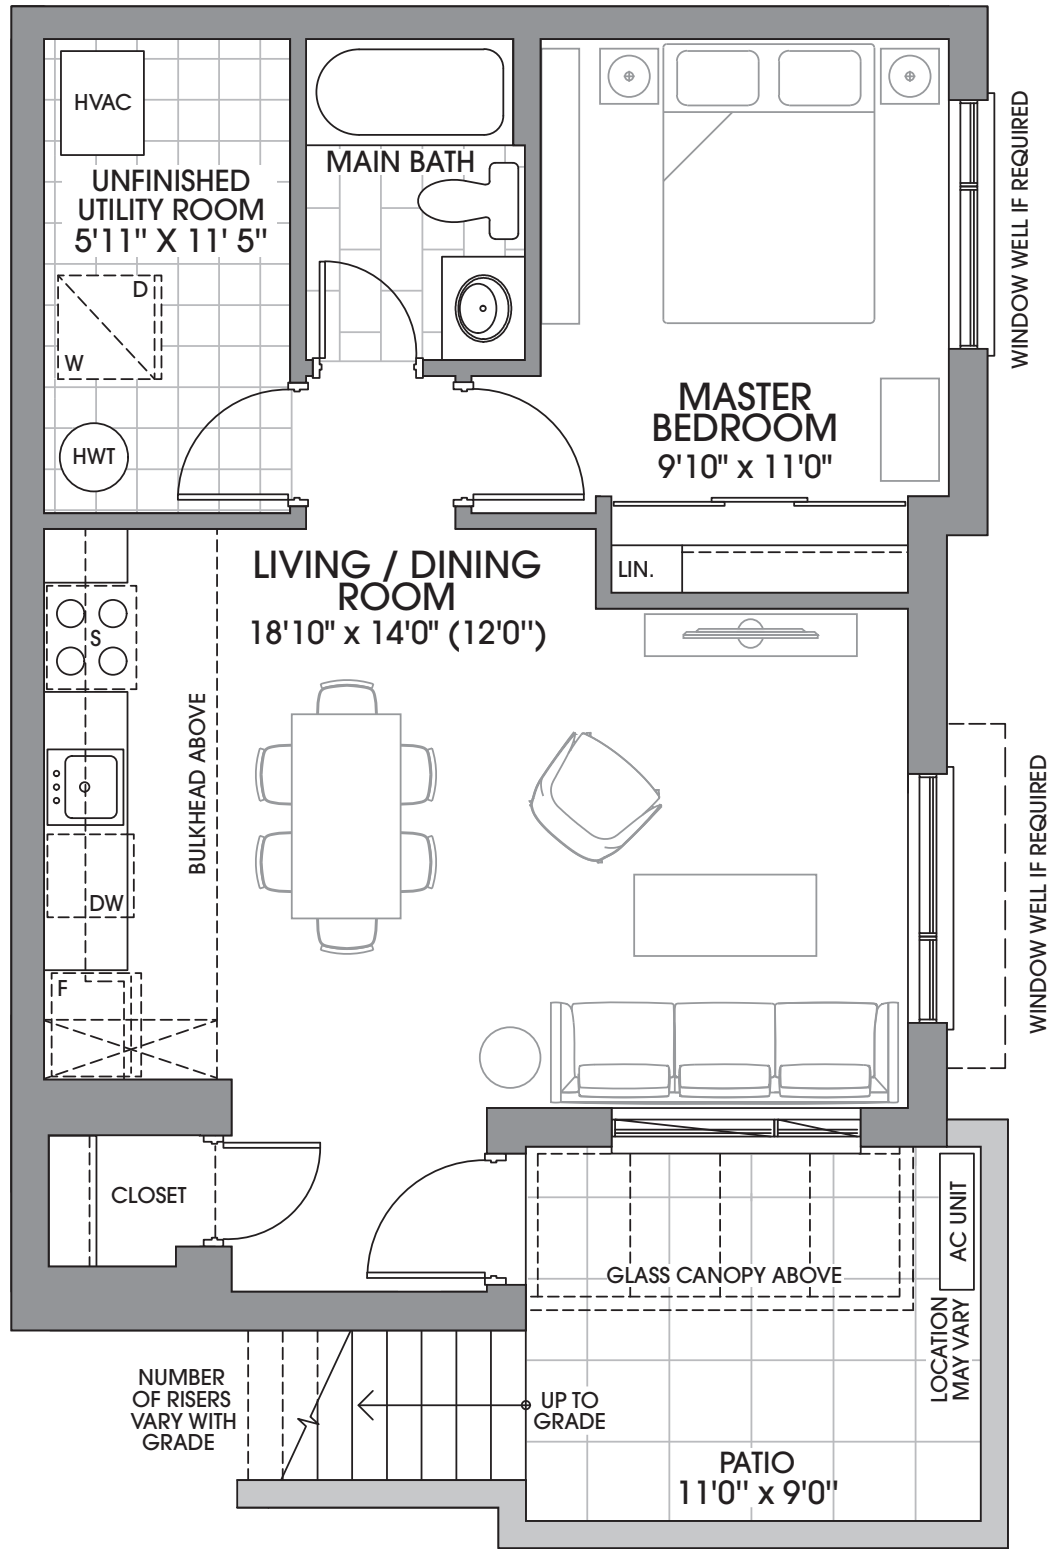 HVAC
UNFINISHED
UTILITY ROOM
5'11" X 11' 5"
D
W
HWT
MAIN BATH
MASTER
BEDROOM
9'10" x 11'0"
WINDOW WELL IF REQUIRED
LIN.
LIVING / DINING
ROOM
18'10" x 14'0" (12'0")
S
BULKHEAD ABOVE
DW
F
WINDOW WELL IF REQUIRED
CLOSET
GLASS CANOPY ABOVE
AC UNIT
LOCATION
MAY VARY
NUMBER
OF RISERS
VARY WITH
GRADE
UP TO
GRADE
PATIO
11'0" x 9'0"